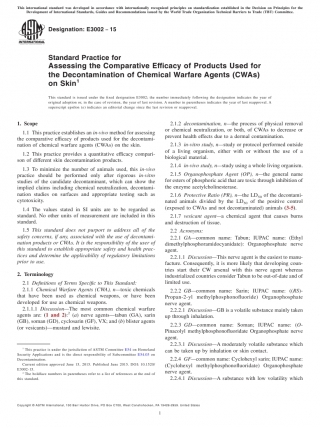 This international standard was developed in accordance with internationally recognized principles on standardization established in the Decision on Principles for the
Development of International Standards, Guides and Recommendations issued by the World Trade Organization Technical Barriers to Trade (TBT) Committee.
Designation: E3002 − 15
Standard Practice for
Assessing the Comparative Efficacy of Products Used for
the Decontamination of Chemical Warfare Agents (CWAs)
on Skin1
This standard is issued under the fixed designation E3002; the number immediately following the designation indicates the year of
original adoption or, in the case of revision, the year of last revision. A number in parentheses indicates the year of last reapproval. A
superscript epsilon (ε) indicates an editorial change since the last revision or reapproval.
1. Scope
1.1 This practice establishes an in-vivo method for assessing
the comparative efficacy of products used for the decontami-
nation of chemical warfare agents (CWAs) on the skin.
1.2 This practice provides a quantitative efficacy compari-
son of different skin decontamination products.
1.3 To minimize the number of animals used, this in-vivo
practice should be performed only after rigorous in-vitro
studies of the candidate decontaminant, which can show the
implied claims including chemical neutralization, decontami-
nation studies on surfaces and appropriate testing such as
cytotoxicity.
1.4 The values stated in SI units are to be regarded as
standard. No other units of measurement are included in this
standard.
1.5 This standard does not purport to address all of the
safety concerns, if any, associated with the use of decontami-
nation products or CWAs. It is the responsibility of the user of
this standard to establish appropriate safety and health prac-
tices and determine the applicability of regulatory limitations
prior to use.
2. Terminology
2.1 Definitions of Terms Specific to This Standard:
2.1.1 Chemical Warfare Agents (CWA), n—toxic chemicals
that have been used as chemical weapons, or have been
developed for use as chemical weapons.
2.1.1.1 Discussion—The most common chemical warfare
agents are: (1 and 2)2 (a) nerve agents—tabun (GA), sarin
(GB), soman (GD), cyclosarin (GF), VX; and (b) blister agents
(or vesicants)—mustard and lewisite.
1 This practice is under the jurisdiction of ASTM Committee E54 on Homeland
Security Applications and is the direct responsibility of Subcommittee E54.03 on
Decontamination.
Current edition approved June 15, 2015. Published June 2015. DOI: 10.1520/
E3002-15
2 The boldface numbers in parentheses refer to a list of references at the end of
this standard.
2.1.2 decontamination, n—the process of physical removal
or chemical neutralization, or both, of CWAs to decrease or
prevent health effects due to a dermal contamination.
2.1.3 in-vitro study, n—study or protocol performed outside
of a living organism, either with or without the use of a
biological material.
2.1.4 in-vivo study, n—study using a whole living organism.
2.1.5 Organophosphate Agent (OP), n—the general name
for esters of phosphoric acid that are toxic through inhibition of
the enzyme acetylcholinesterase.
2.1.6 Protective Ratio (PR), n—the LD50 of the decontami-
nated animals divided by the LD50 of the positive control
(exposed to CWAs and not decontaminated) animals (3-5).
2.1.7 vesicant agent—a chemical agent that causes burns
and destruction of tissue.
2.2 Acronyms:
2.2.1 GA—common name: Tabun; IUPAC name: (Ethyl
dimethylphosphoramidocyanidate); Organophosphate nerve
agent.
2.2.1.1 Discussion—This nerve agent is the easiest to manu-
facture. Consequently, it is more likely that developing coun-
tries start their CW arsenal with this nerve agent whereas
industrialized countries consider Tabun to be out-of-date and of
limited use.
2.2.2 GB—common name: Sarin; IUPAC name: ((RS)-
Propan-2-yl methylphosphonofluoridate) Organophosphate
nerve agent.
2.2.2.1 Discussion—GB is a volatile substance mainly taken
up through inhalation.
2.2.3 GD—common name: Soman; IUPAC name: (O-
Pinacolyl methylphosphonofluoridate) Organophosphate nerve
agent.
2.2.3.1 Discussion—A moderately volatile substance which
can be taken up by inhalation or skin contact.
2.2.4 GF—common name: Cyclohexyl sarin; IUPAC name:
(Cyclohexyl methylphosphonofluoridate) Organophosphate
nerve agent.
2.2.4.1 Discussion—A substance with low volatility which
Copyright © ASTM International, 100 Barr Harbor Drive, PO Box C700, West Conshohocken, PA 19428-2959. United States
1